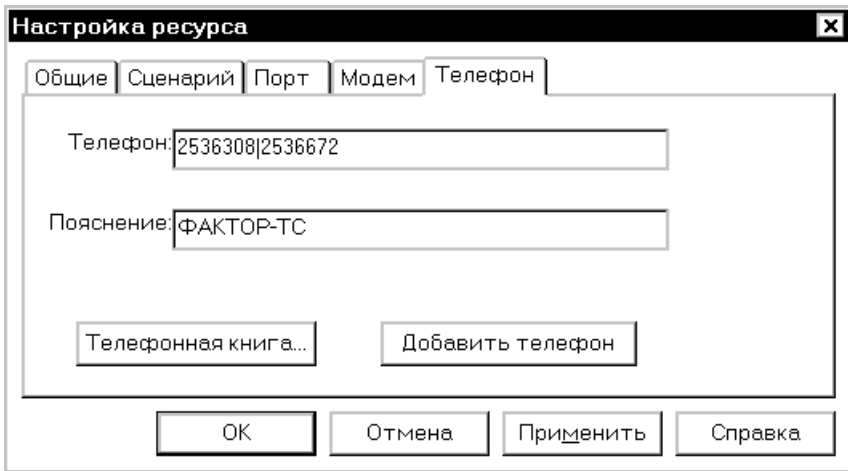 Настройка ресурса
Общие Сценарий Порт Модем Телефон
Телефон: 2536308|2536672
Пояснение: ФАКТОР-ТС
Телефонная книга... Добавить телефон
OK Отмена Применить Справка